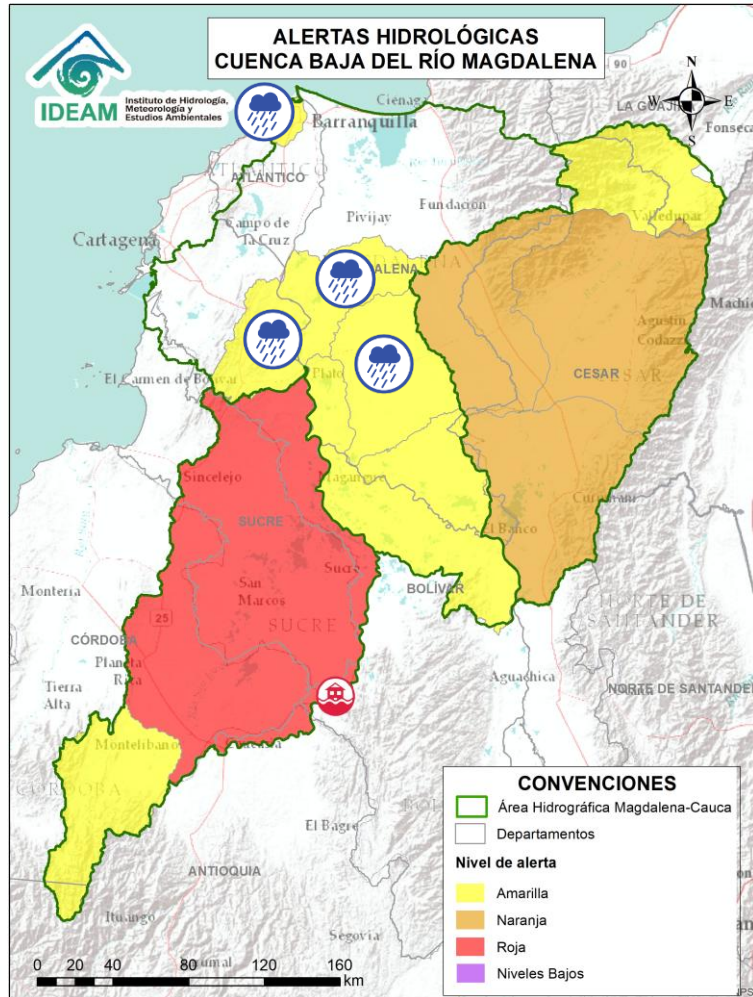 ALERTAS HIDROLÓGICAS
CUENCA BAJA DEL RÍO MAGDALENA
IDEAM
Instituto de Hidrología,
Meteorología y
Estudios Ambientales
90
N
W
E
S
Ciénaga
LA GUAJIRA
Barranquilla
Fonseca
ATLÁNTICO
Fundación
Pivijay
Valledupar
Campo de
la Cruz
Cartagena
ALENA
Agustín
Codazzi
El Carmen de Bolívar
Plato
CESAR
Sincelejo
Magangue
SUCRE
El Banco
Sucre
San
Marcos
BOLÍVAR
Montería
SUCRE
25
CÓRDOBA
NORTE DE
SANTANDER
Planeta
Rica
Aguachica
Tierra
Alta
NORTE DE SANTANDER
Montelibano
CÓRDOBA
El Bagre
ANTIOQUIA
Ituango
Segovia
CONVENCIONES
Área Hidrográfica Magdalena-Cauca
Departamentos
Nivel de alerta
Amarilla
Naranja
Roja
Niveles Bajos
0 20 40 80 120 160
km